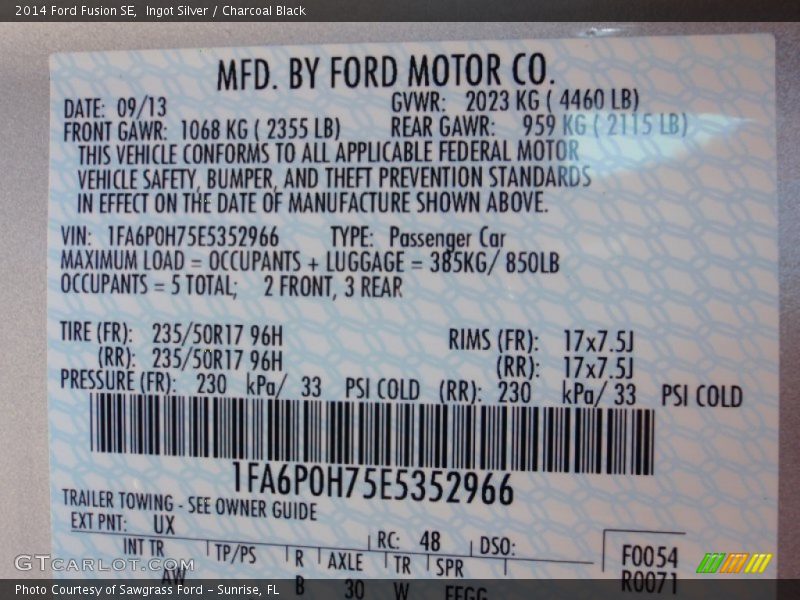 2014 Ford Fusion SE,  Ingot Silver / Charcoal Black
MFD. BY FORD MOTOR CO.
DATE: 09/13 GVWR: 2023 KG ( 4460 LB)
FRONT GAWR: 1068 KG ( 2355 LB) REAR GAWR: 959 KG ( 2115 LB)
THIS VEHICLE CONFORMS TO ALL APPLICABLE FEDERAL MOTOR
VEHICLE SAFETY, BUMPER, AND THEFT PREVENTION STANDARDS
IN EFFECT ON THE DATE OF MANUFACTURE SHOWN ABOVE.
VIN: 1FA6P0H75E5352966 TYPE: Passenger Car
MAXIMUM LOAD = OCCUPANTS + LUGGAGE = 385KG/ 850LB
OCCUPANTS = 5 TOTAL; 2 FRONT, 3 REAR
TIRE (FR): 235/50R17 96H RIMS (FR): 17x7.5J
(RR): 235/50R17 96H (RR): 17x7.5J
PRESSURE (FR): 230 kPa/ 33 PSI COLD (RR): 230 kPa/ 33 PSI COLD
1FA6P0H75E5352966
TRAILER TOWING - SEE OWNER GUIDE
EXT PNT: UX RC: 48 DSO:
INT TR TP/PS R AXLE TR SPR F0054
AW B 30 W EEGG R0071
GTCarLot.com
Photo Courtesy of Sawgrass Ford - Sunrise, FL